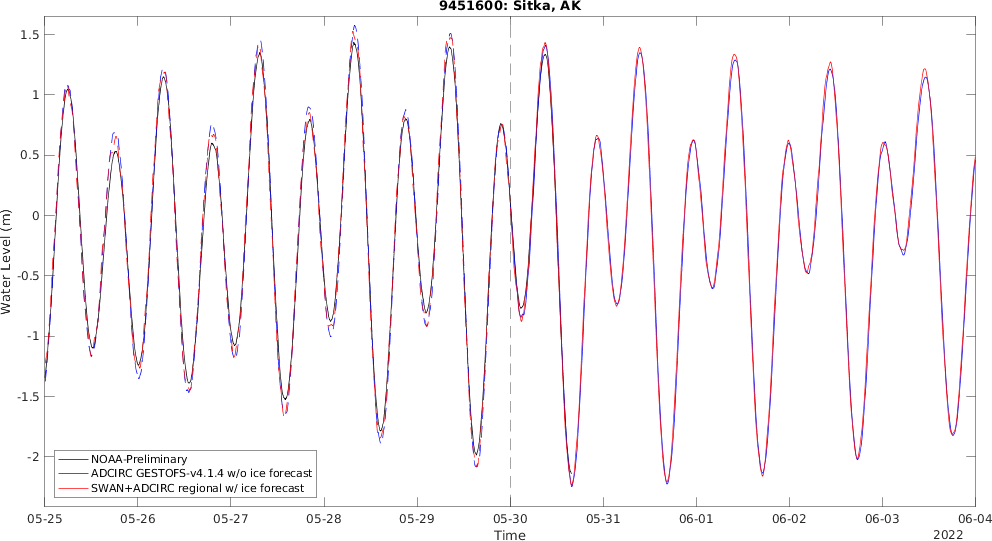 9451600: Sitka, AK
1.5
1
0.5
0
-0.5
-1
-1.5
-2
Water Level (m)
NOAA-Preliminary
ADCIRC GESTOFS-v4.1.4 w/o ice forecast
SWAN+ADCIRC regional w/ ice forecast
05-25 05-26 05-27 05-28 05-29 05-30 05-31 06-01 06-02 06-03 06-04
Time
2022